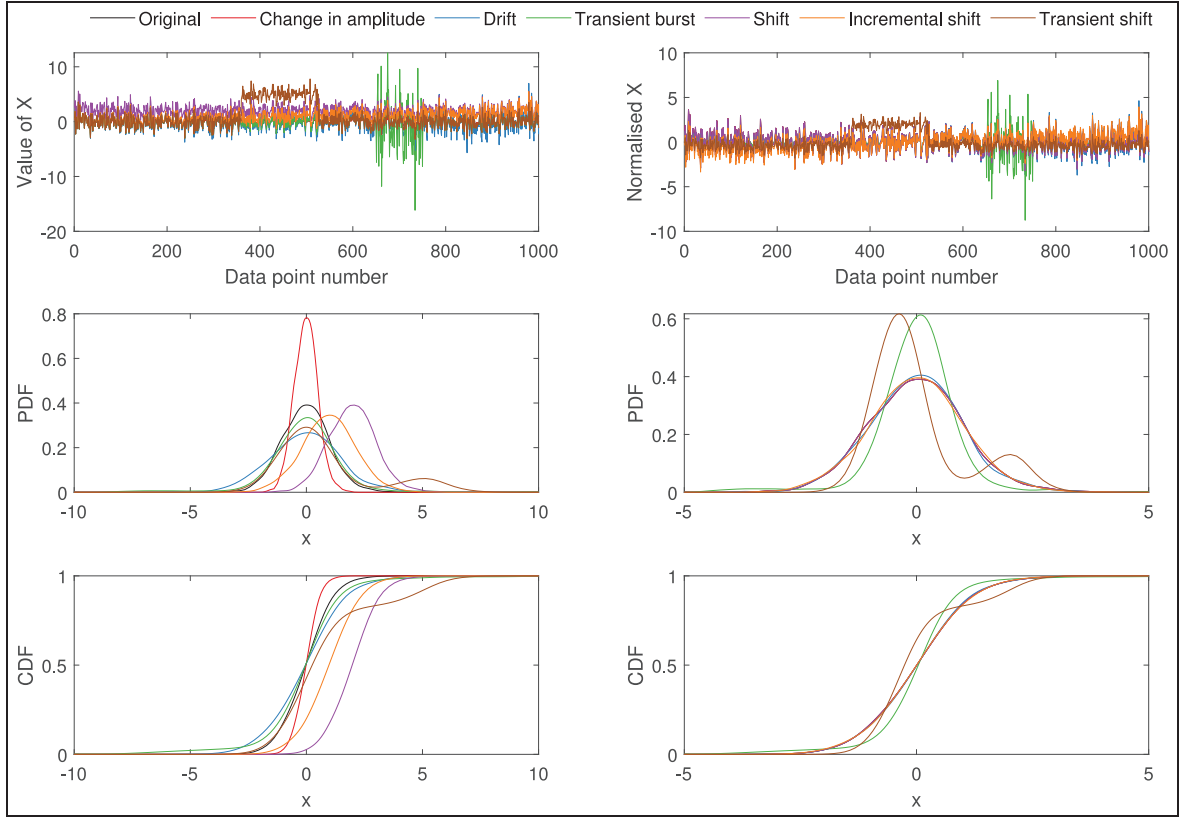 Original Change in amplitude Drift Transient burst Shift Incremental shift Transient shift
Value of X
10
0
-10
-20
0 200 400 600 800 1000
Data point number
Normalised X
10
5
0
-5
-10
0 200 400 600 800 1000
Data point number
PDF
0.8
0.6
0.4
0.2
0
-10 -5 0 5 10
x
PDF
0.6
0.4
0.2
0
-5 0 5
x
CDF
1
0.5
0
-10 -5 0 5 10
x
CDF
1
0.5
0
-5 0 5
x